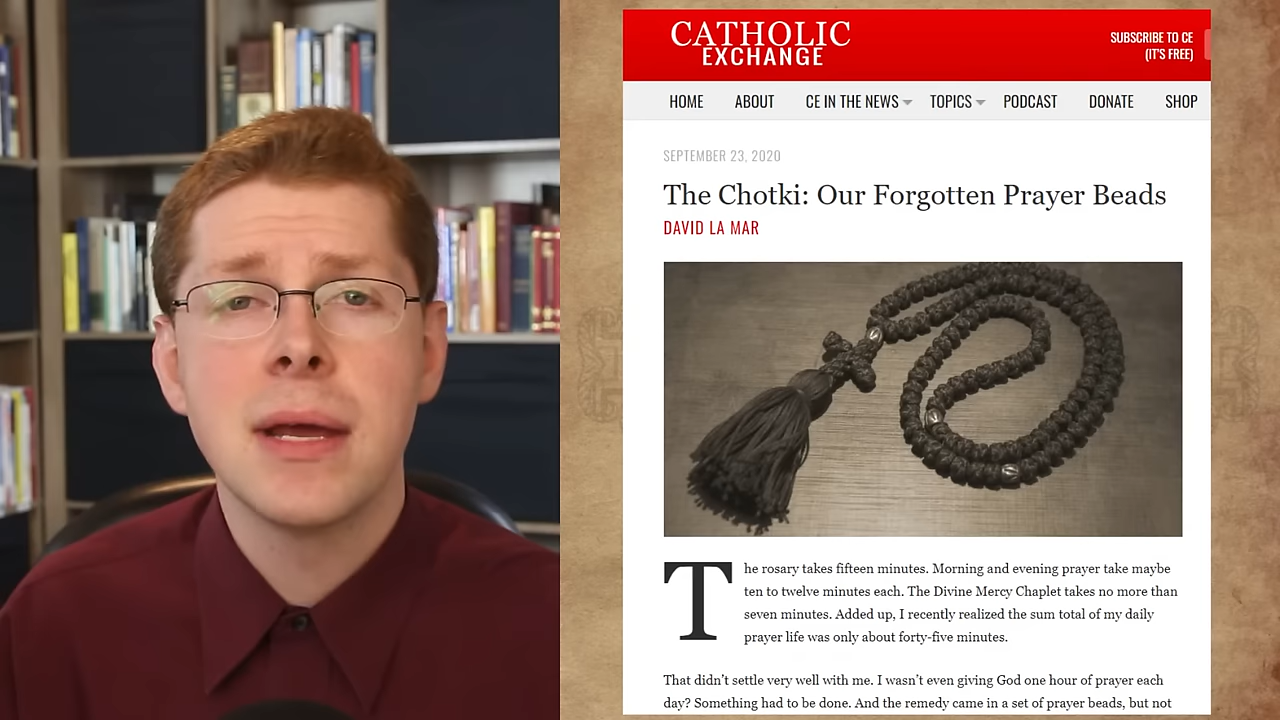 CATHOLIC
EXCHANGE
SUBSCRIBE TO CE
(IT'S FREE)
HOME ABOUT CE IN THE NEWS TOPICS PODCAST DONATE SHOP
SEPTEMBER 23, 2020
The Chotki: Our Forgotten Prayer Beads
DAVID LA MAR
The rosary takes fifteen minutes. Morning and evening prayer take maybe
ten to twelve minutes each. The Divine Mercy Chaplet takes no more than
seven minutes. Added up, I recently realized the sum total of my daily
prayer life was only about forty-five minutes.
That didn't settle very well with me. I wasn't even giving God one hour of prayer each
day? Something had to be done. And the remedy came in a set of prayer beads, but not